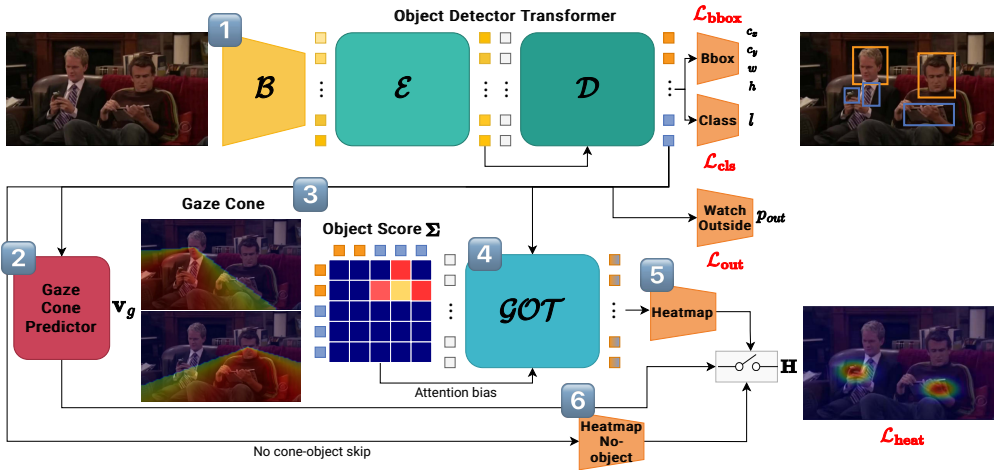 Object Detector Transformer
1
B
E
D
L_bbox
Bbox
c_x
c_y
w
h
Class
l
L_cls
3
2
Gaze Cone
Gaze
Cone
Predictor
v_g
Object Score Σ
4
GOT
Attention bias
Watch
Outside
p_out
L_out
5
Heatmap
H
6
Heatmap
No-
object
No cone-object skip
L_heat